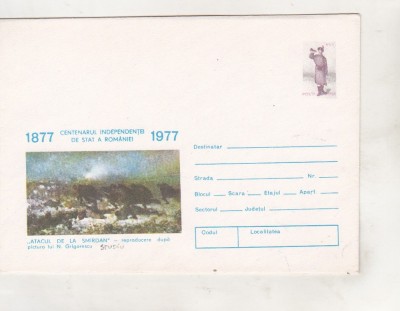 1877 CENTENARUL INDEPENDENȚEI 1977
DE STAT A ROMÂNIEI
„ATACUL DE LA SMÎRDAN” – reproducere după
pictura lui N. Grigorescu
Destinatar
Strada Nr.
Blocul Scara Etajul Apart.
Sectorul Județul
Codul Localitatea